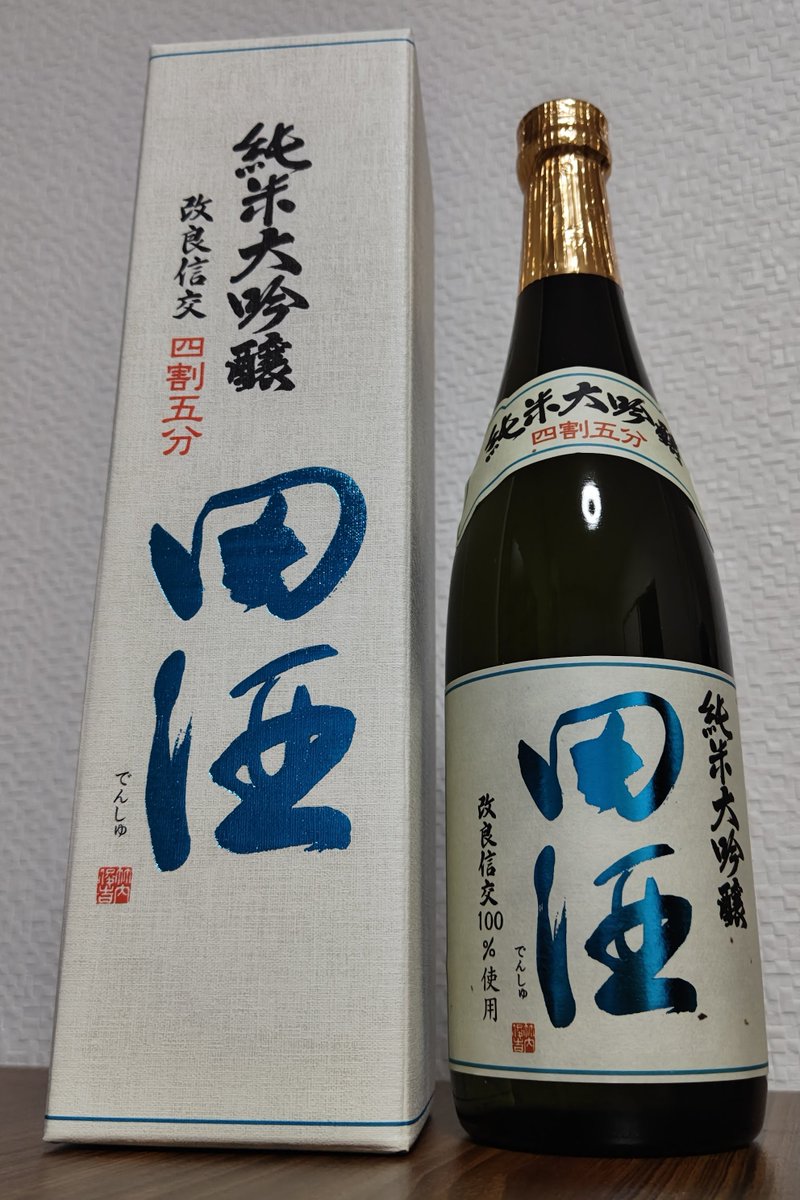 純米大吟醸
改良信交
四割五分
田酒
でんしゅ
純米大吟醸
四割五分
純米大吟醸
田酒
改良信交100%使用
でんしゅ